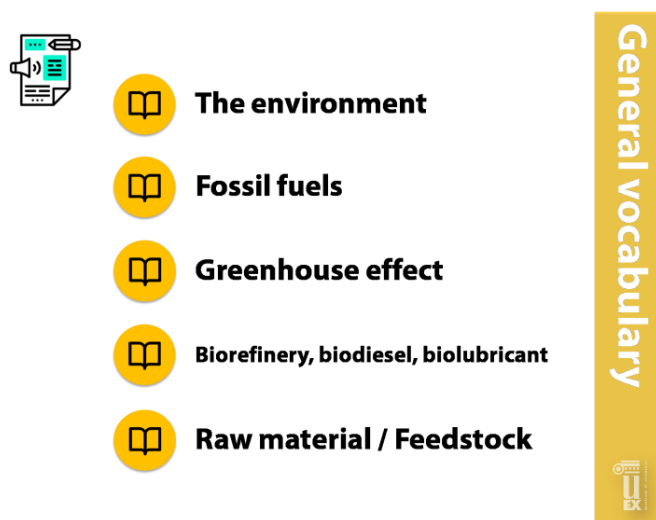 The environment
Fossil fuels
Greenhouse effect
Biorefinery, biodiesel, biolubricant
Raw material / Feedstock
General vocabulary
UEX